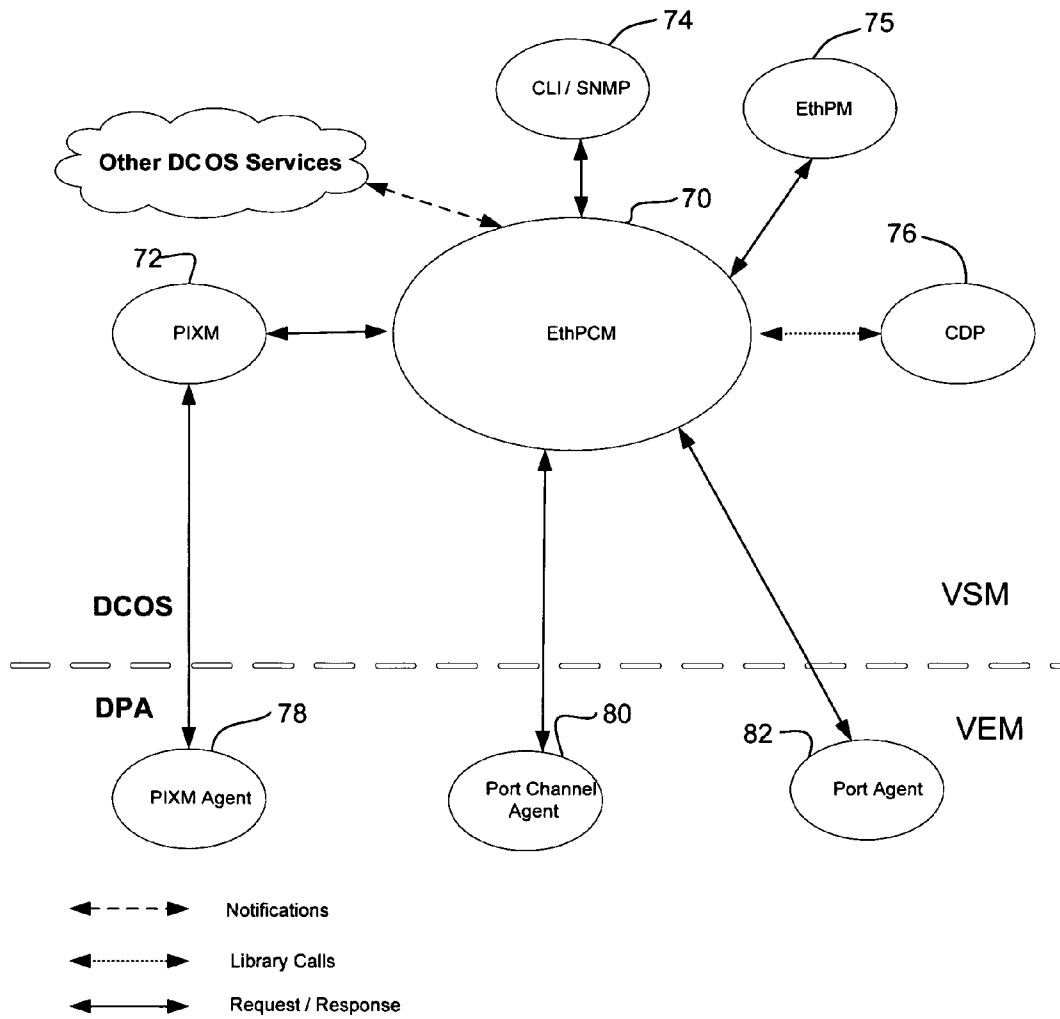 74
75
CLI / SNMP
EthPM
Other DCOS Services
70
72
76
PIXM
EthPCM
CDP
DCOS
VSM
DPA
78
80
82
VEM
PIXM Agent
Port Channel
Agent
Port Agent
Notifications
Library Calls
Request / Response